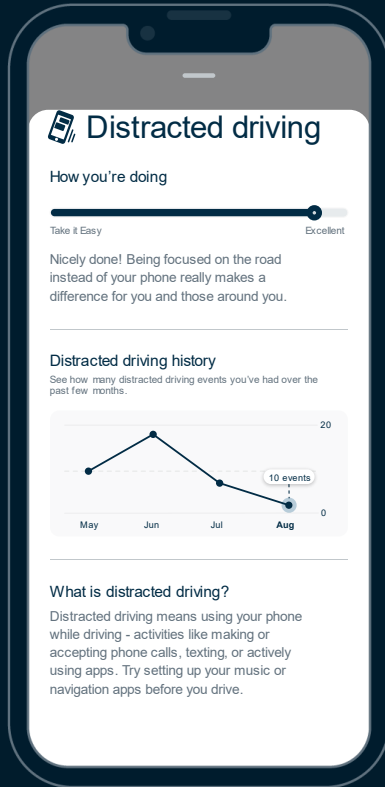 Distracted driving
How you're doing
Take it Easy
Excellent
Nicely done! Being focused on the road
instead of your phone really makes a
difference for you and those around you.
Distracted driving history
See how many distracted driving events you've had over the
past few months.
20
10 events
0
May
Jun
Jul
Aug
What is distracted driving?
Distracted driving means using your phone
while driving - activities like making or
accepting phone calls, texting, or actively
using apps. Try setting up your music or
navigation apps before you drive.